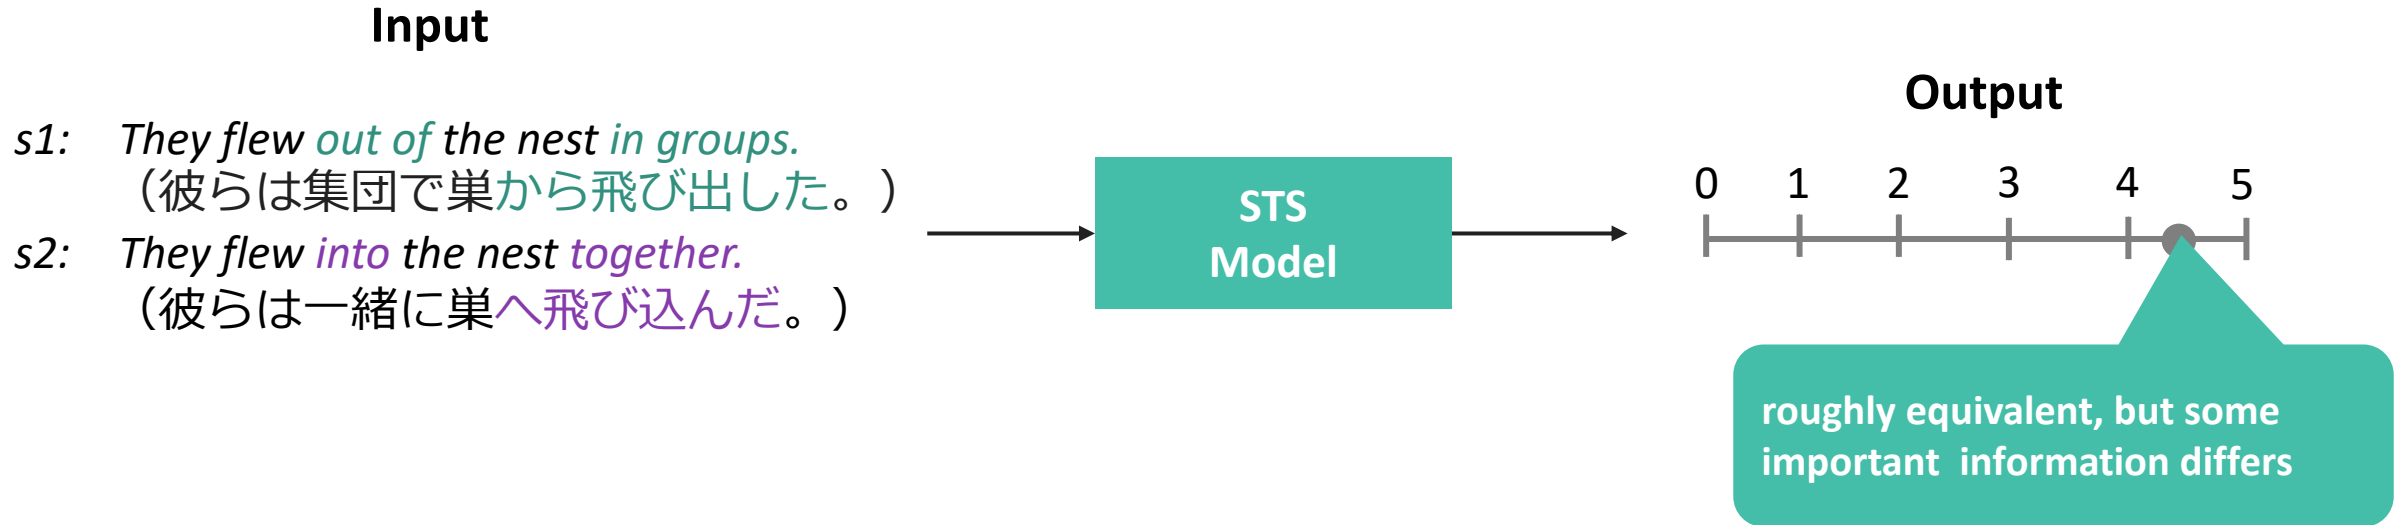 Input
s1: They flew out of the nest in groups.
（彼らは集団で巣から飛び出した。）
s2: They flew into the nest together.
（彼らは一緒に巣へ飛び込んだ。）
STS
Model
Output
0 1 2 3 4 5
roughly equivalent, but some
important information differs